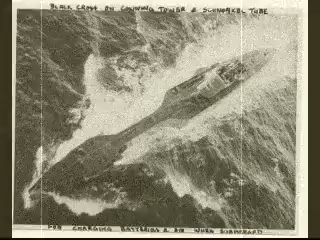 BLACK CROSS ON CONNING TOWER & SCHNORKEL TUBE
FOR CHARGING BATTERIES & AIR WHEN SUBMERGED